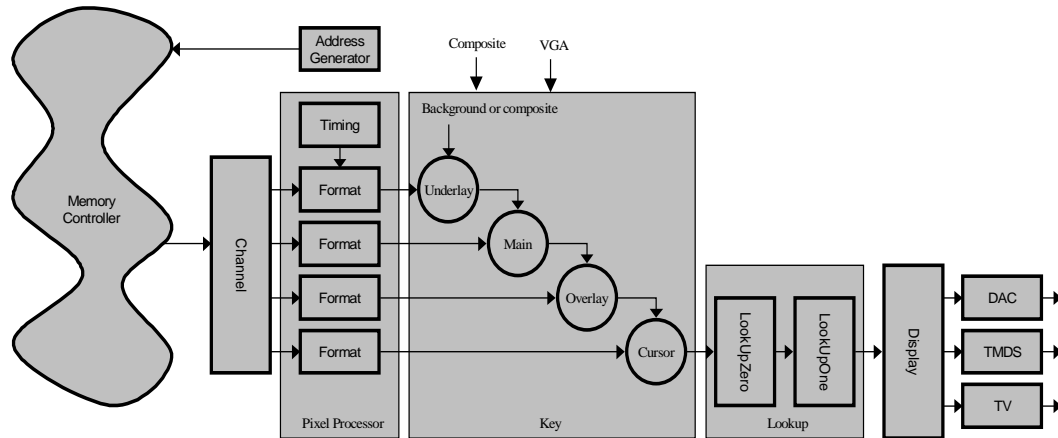 Address
Generator
Composite
VGA
Background or composite
Timing
Memory
Controller
Channel
Format
Format
Format
Format
Underlay
Main
Overlay
Cursor
LookUpZero
LookUpOne
Display
DAC
TMDS
TV
Pixel Processor
Key
Lookup